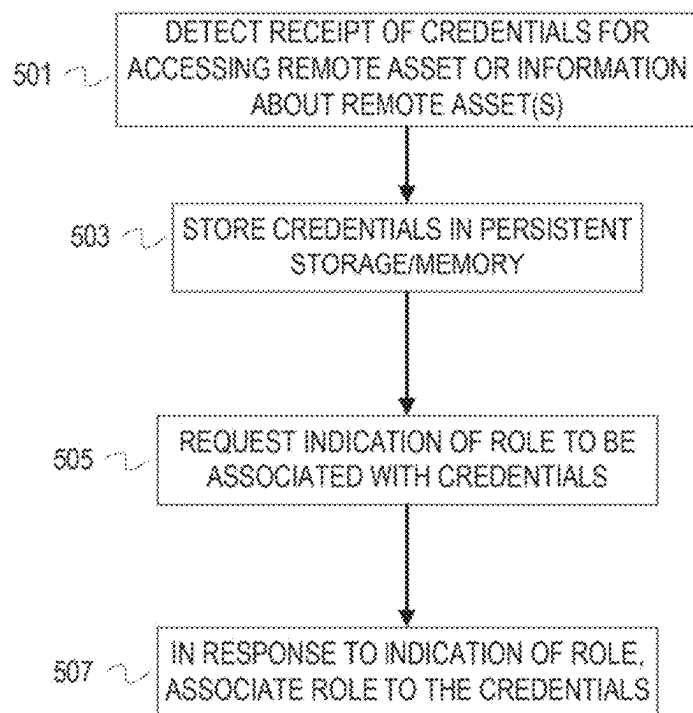 501
DETECT RECEIPT OF CREDENTIALS FOR
ACCESSING REMOTE ASSET OR INFORMATION
ABOUT REMOTE ASSET(S)
503
STORE CREDENTIALS IN PERSISTENT
STORAGE/MEMORY
505
REQUEST INDICATION OF ROLE TO BE
ASSOCIATED WITH CREDENTIALS
507
IN RESPONSE TO INDICATION OF ROLE,
ASSOCIATE ROLE TO THE CREDENTIALS